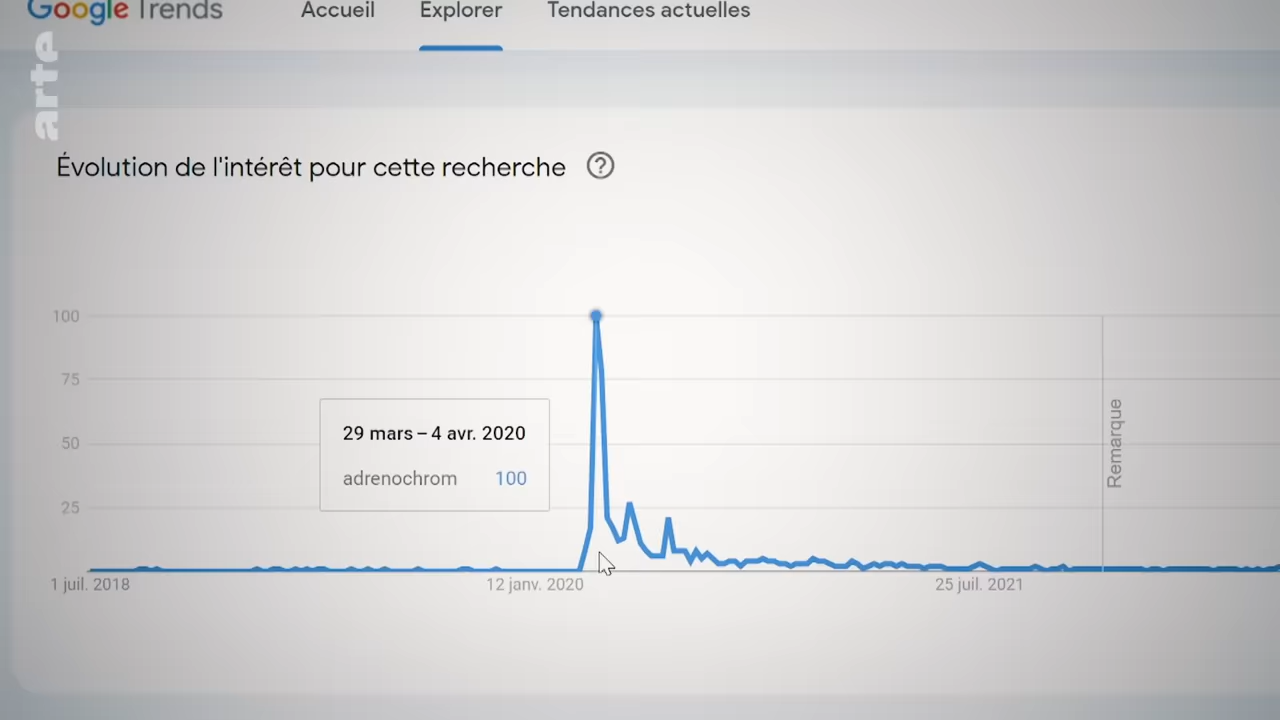 Google Trends
Accueil
Explorer
Tendances actuelles
arte
Évolution de l'intérêt pour cette recherche ?
100
75
50
25
29 mars – 4 avr. 2020
adrenochrom 100
Remarque
1 juil. 2018
12 janv. 2020
25 juil. 2021